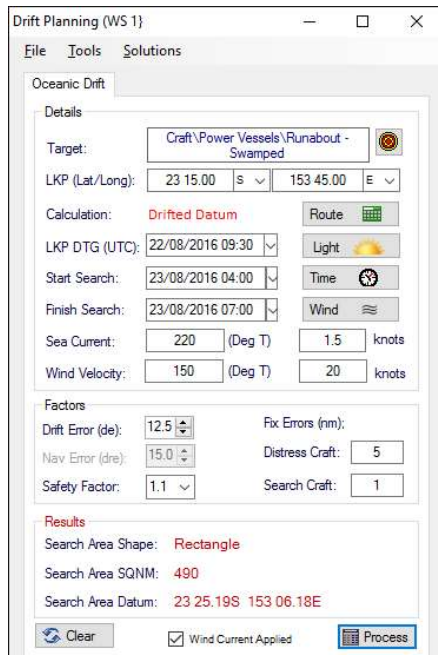 Drift Planning (WS 1}
File Tools Solutions
Oceanic Drift
Details
Target: Craft\Power Vessels\Runabout -
Swamped
LKP (Lat/Long): 23 15.00 S 153 45.00 E
Calculation: Drifted Datum Route
LKP DTG (UTC): 22/08/2016 09:30 Light
Start Search: 23/08/2016 04:00 Time
Finish Search: 23/08/2016 07:00 Wind
Sea Current: 220 (Deg T) 1.5 knots
Wind Velocity: 150 (Deg T) 20 knots
Factors
Drift Error (de): 12.5 Fix Errors (nm);
Nav Error (dre): 15.0 Distress Craft: 5
Safety Factor: 1.1 Search Craft: 1
Results
Search Area Shape: Rectangle
Search Area SQNM: 490
Search Area Datum: 23 25.19S 153 06.18E
Clear Wind Current Applied Process